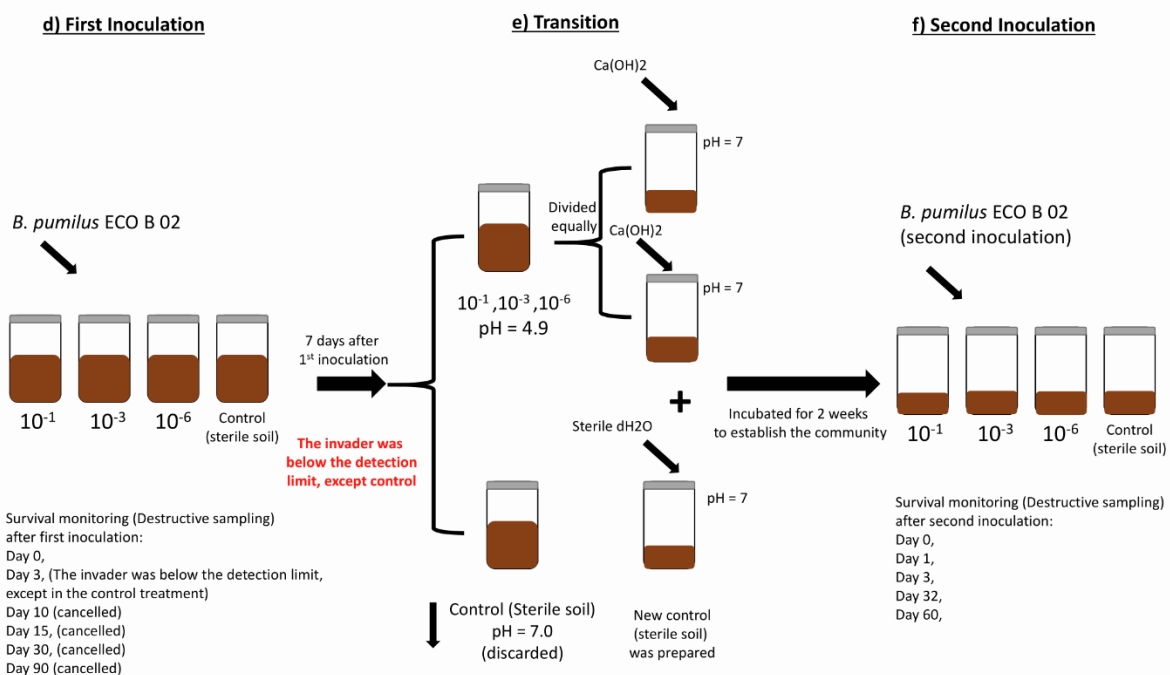 d) First Inoculation
B. pumilus ECO B 02
10⁻¹
10⁻³
10⁻⁶
Control
(sterile soil)
Survival monitoring (Destructive sampling)
after first inoculation:
Day 0,
Day 3, (The invader was below the detection limit,
except in the control treatment)
Day 10 (cancelled)
Day 15, (cancelled)
Day 30, (cancelled)
Day 90 (cancelled)
7 days after
1st inoculation
The invader was
below the detection
limit, except control
e) Transition
Ca(OH)2
pH = 7
Divided
equally
Ca(OH)2
pH = 7
10⁻¹ ,10⁻³,10⁻⁶
pH = 4.9
+
Sterile dH2O
pH = 7
Control (Sterile soil)
pH = 7.0
(discarded)
New control
(sterile soil)
was prepared
Incubated for 2 weeks
to establish the community
f) Second Inoculation
B. pumilus ECO B 02
(second inoculation)
10⁻¹
10⁻³
10⁻⁶
Control
(sterile soil)
Survival monitoring (Destructive sampling)
after second inoculation:
Day 0,
Day 1,
Day 3,
Day 32,
Day 60,